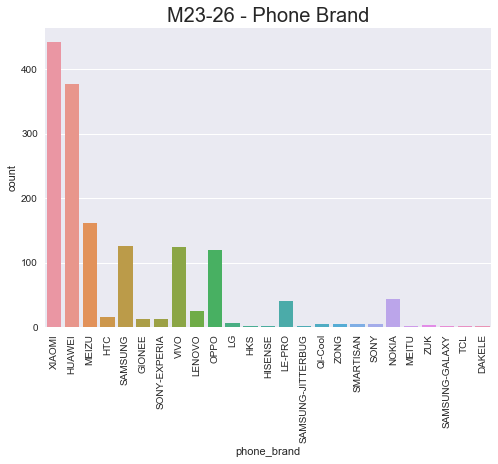 M23-26 - Phone Brand
400
300
200
100
0
count
XIAOMI
HUAWEI
MEIZU
HTC
SAMSUNG
GIONEE
SONY-EXPERIA
VIVO
LENOVO
OPPO
LG
HKS
HISENSE
LE-PRO
SAMSUNG-JITTERBUG
Qi-Cool
ZONG
SMARTISAN
SONY
NOKIA
MEITU
ZUK
SAMSUNG-GALAXY
TCL
DAKELE
phone_brand